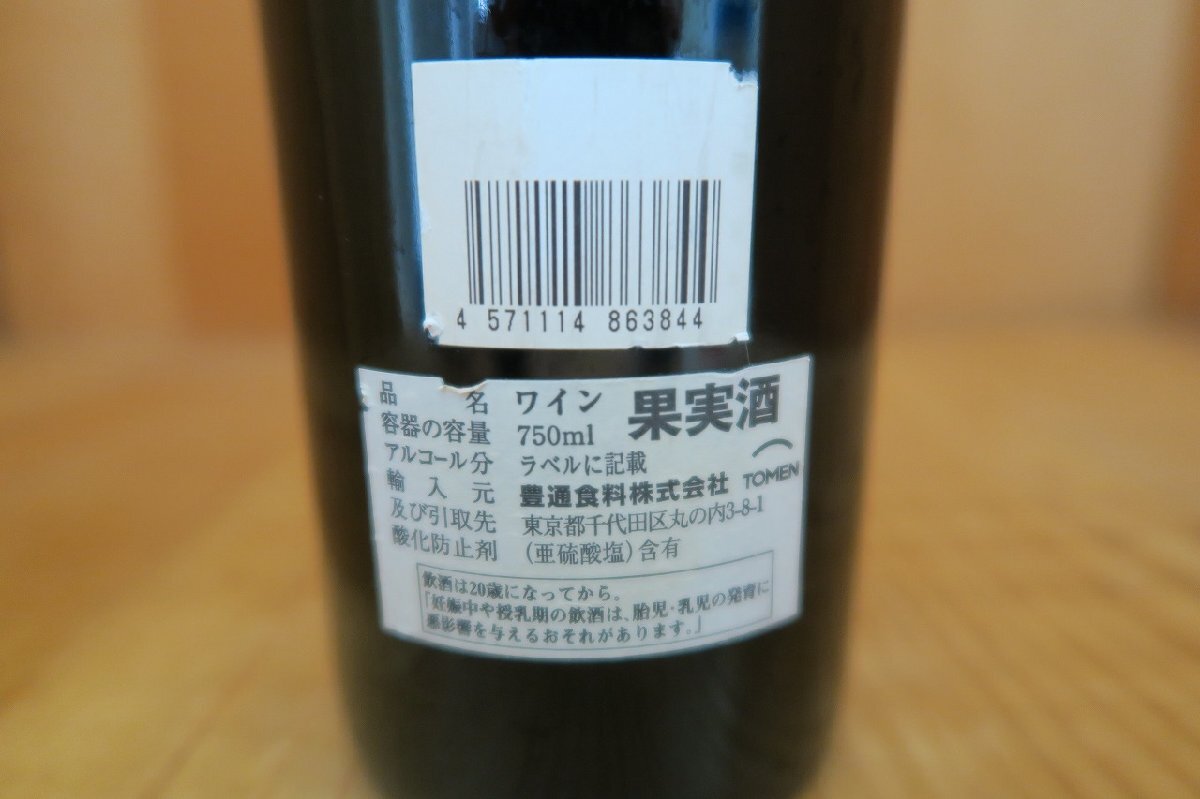 4 571114 863844
品名 ワイン 果実酒
容器の容量 750ml
アルコール分 ラベルに記載
輸入元 豊通食料株式会社 TOMEN
及び引取先 東京都千代田区丸の内3-8-1
酸化防止剤 (亜硫酸塩)含有
飲酒は20歳になってから。
「妊娠中や授乳期の飲酒は、胎児・乳児の発育に
悪影響を与えるおそれがあります。」